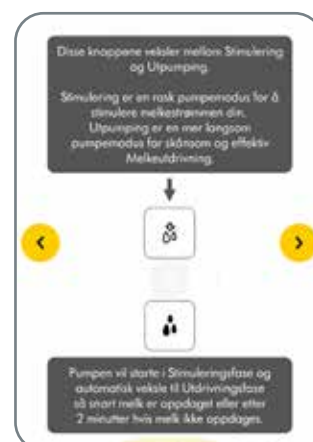 Disse knappene veksler mellom Stimulering
og Utpumping.
Stimulering er en rask pumpemodus for å
stimulere melkestrømmen din.
Utpumping er en mer langsom
pumpemodus for skånsom og effektiv
Melkeutdrivning.
Pumpen vil starte i Stimuleringsfase og
automatisk veksle til Utdrivningsfase
så snart melk er oppdaget eller etter
2 minutter hvis melk ikke oppdages.